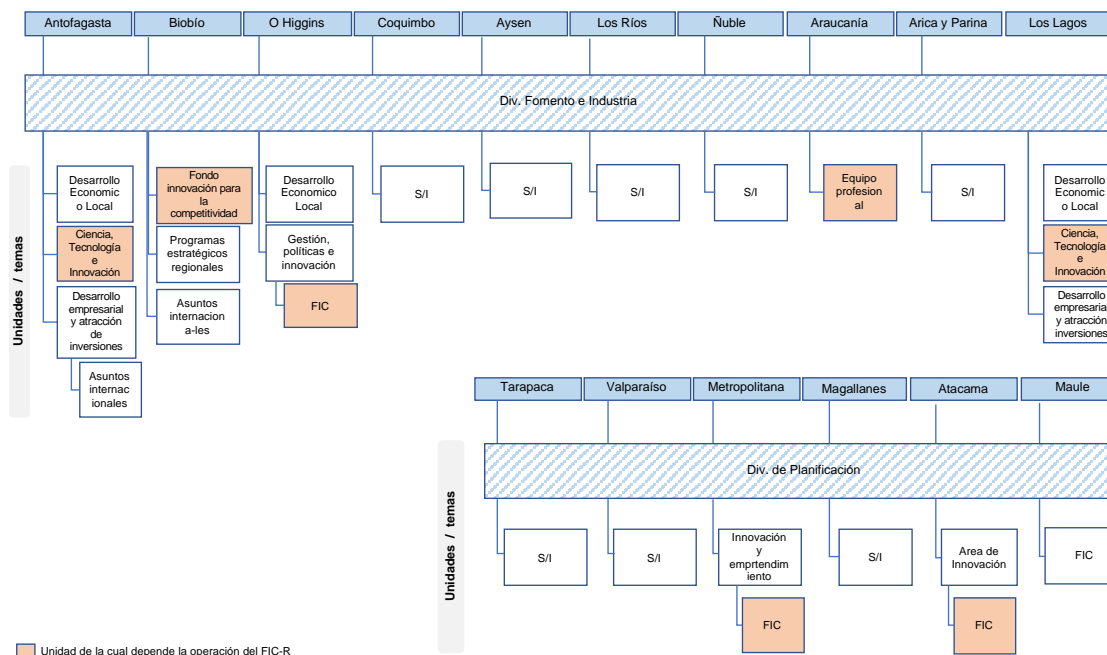 Antofagasta
Biobío
O Higgins
Coquimbo
Aysen
Los Ríos
Ñuble
Araucanía
Arica y Parina
Los Lagos
Div. Fomento e Industria
Unidades / temas
Desarrollo
Economic
o Local
Ciencia,
Tecnología
e
Innovación
Desarrollo
empresarial
y atracción
de
inversiones
Asuntos
internac
ionales
Fondo
innovación para
la
competitividad
Programas
estratégicos
regionales
Asuntos
internacion
a-les
Desarrollo
Economico
Local
Gestión,
políticas e
innovación
FIC
S/I
S/I
S/I
S/I
Equipo
profesion
al
S/I
Desarrollo
Economic
o Local
Ciencia,
Tecnología
e
Innovación
Desarrollo
empresarial
y atracción
inversiones
Tarapaca
Valparaíso
Metropolitana
Magallanes
Atacama
Maule
Div. de Planificación
Unidades / temas
S/I
S/I
Innovación
y
emprtendi
miento
FIC
S/I
Area de
Innovación
FIC
FIC
Unidad de la cual depende la operación del FIC-R